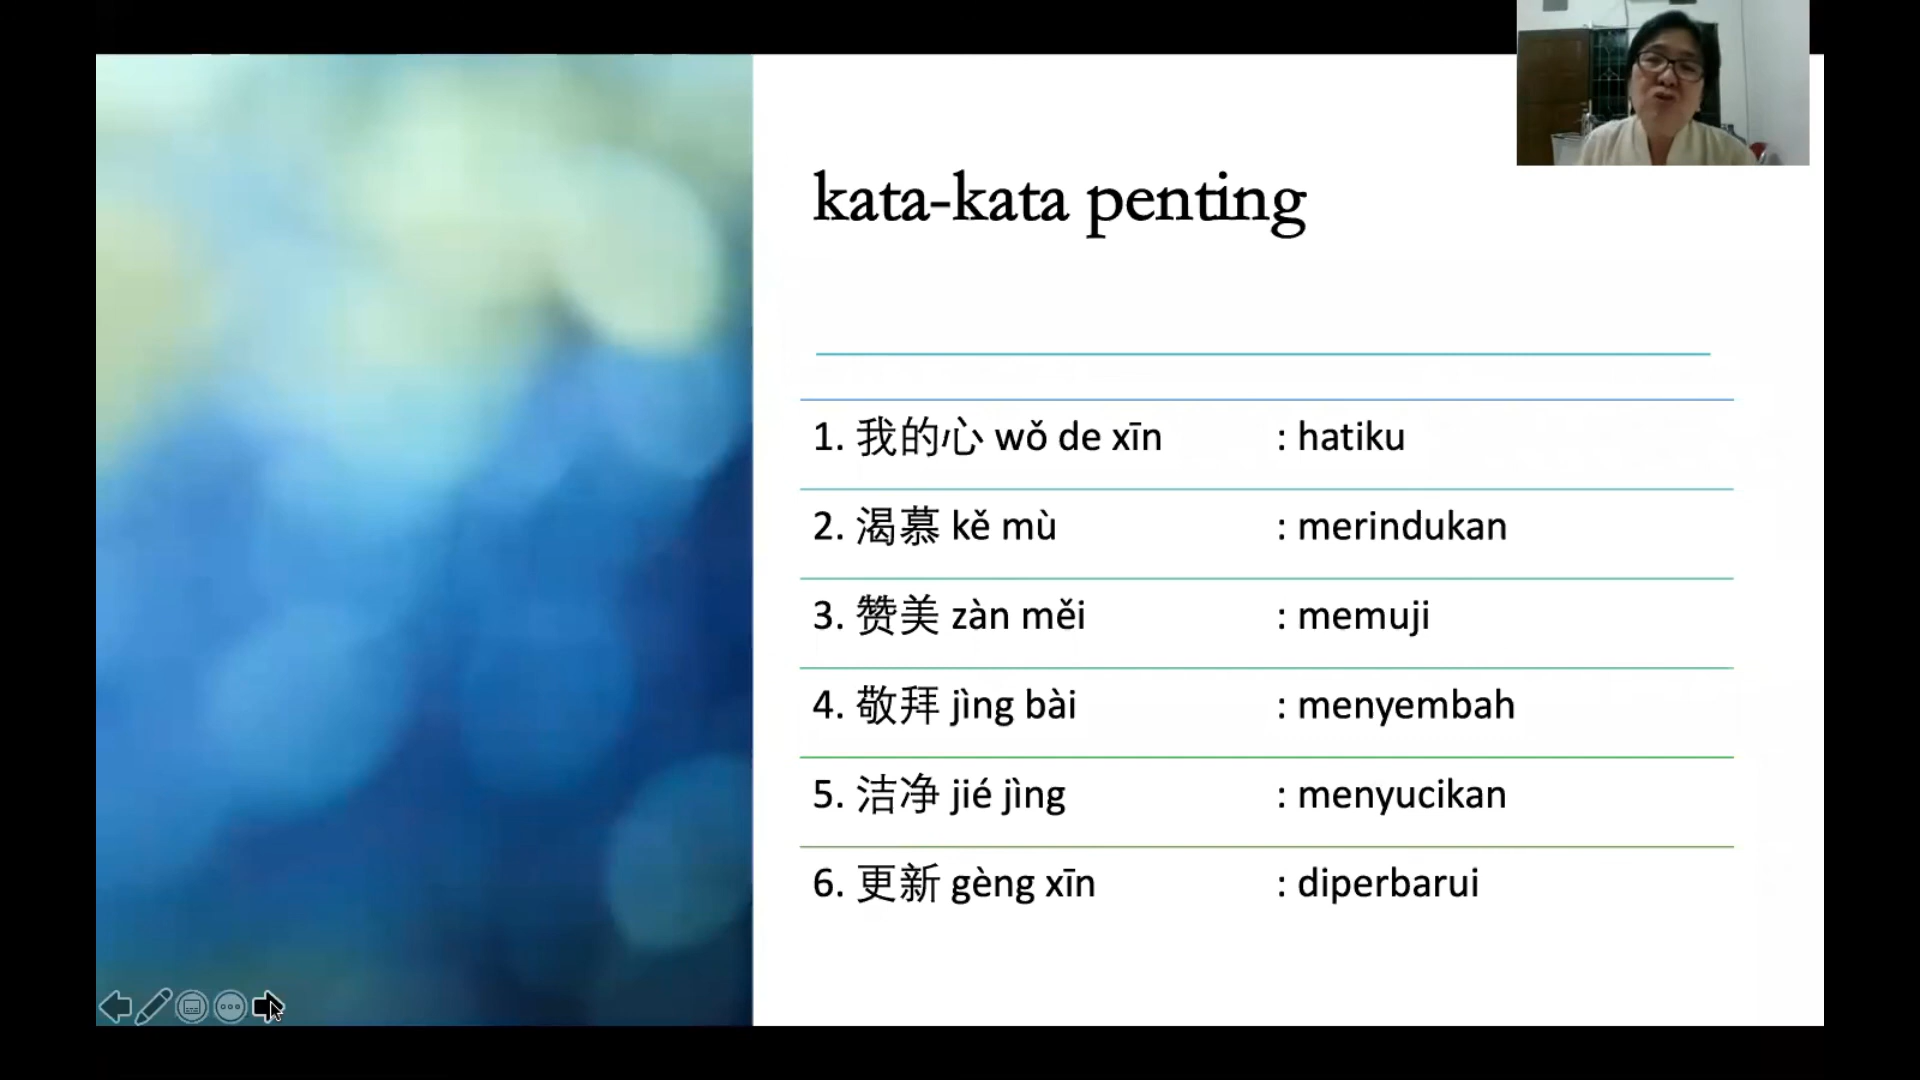 kata-kata penting
1. 我的心 wǒ de xīn : hatiku
2. 渴慕 kě mù : merindukan
3. 赞美 zàn měi : memuji
4. 敬拜 jìng bài : menyembah
5. 洁净 jié jìng : menyucikan
6. 更新 gèng xīn : diperbarui